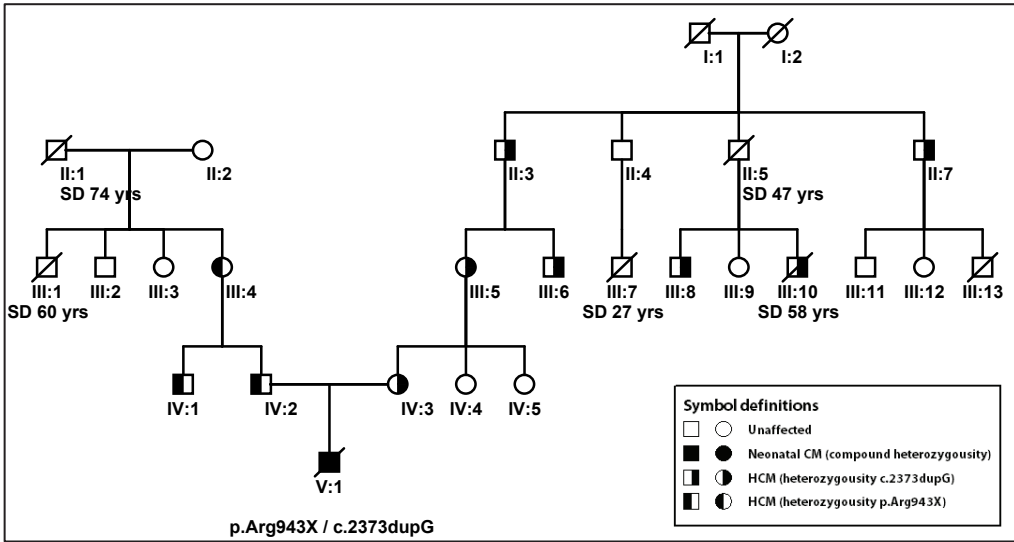 I:1 I:2
II:1 II:2 II:3 II:4 II:5 II:7
SD 74 yrs SD 47 yrs
III:1 III:2 III:3 III:4 III:5 III:6 III:7 III:8 III:9 III:10 III:11 III:12 III:13
SD 60 yrs SD 27 yrs SD 58 yrs
IV:1 IV:2 IV:3 IV:4 IV:5
V:1
p.Arg943X / c.2373dupG
Symbol definitions
Unaffected
Neonatal CM (compound heterozygousity)
HCM (heterozygousity c.2373dupG)
HCM (heterozygousity p.Arg943X)